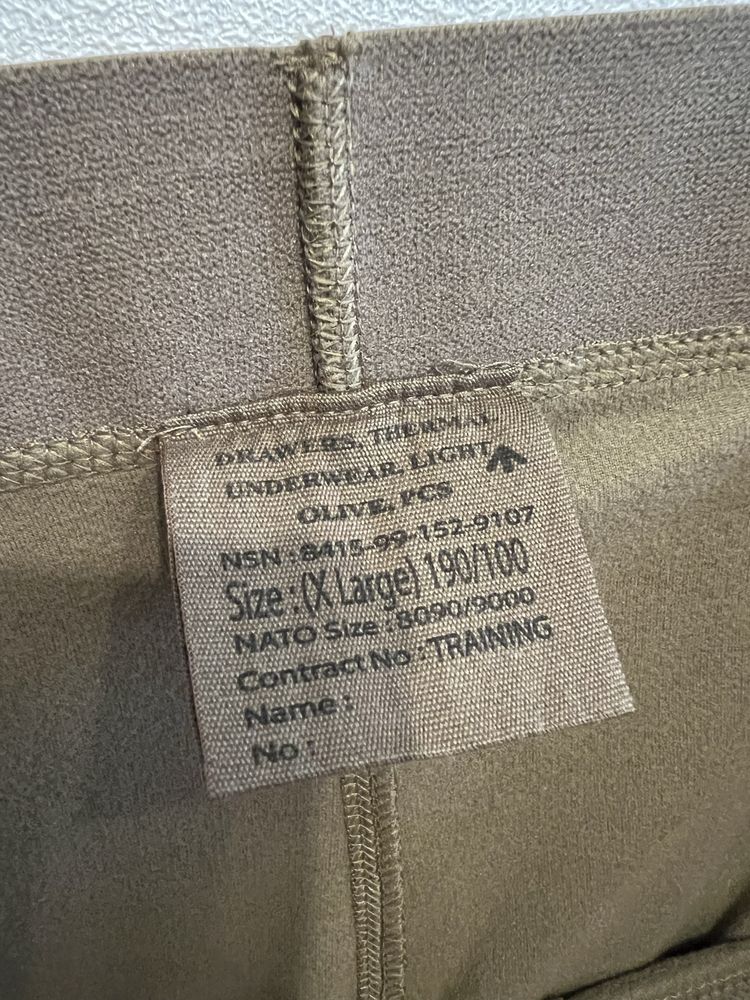 DRAWERS, THERMAL
UNDERWEAR, LIGHT
OLIVE, PCS
NSN : 8415-99-152-9107
Size : (X Large) 190/100
NATO Size : 8090/9000
Contract No : TRAINING
Name :
No :